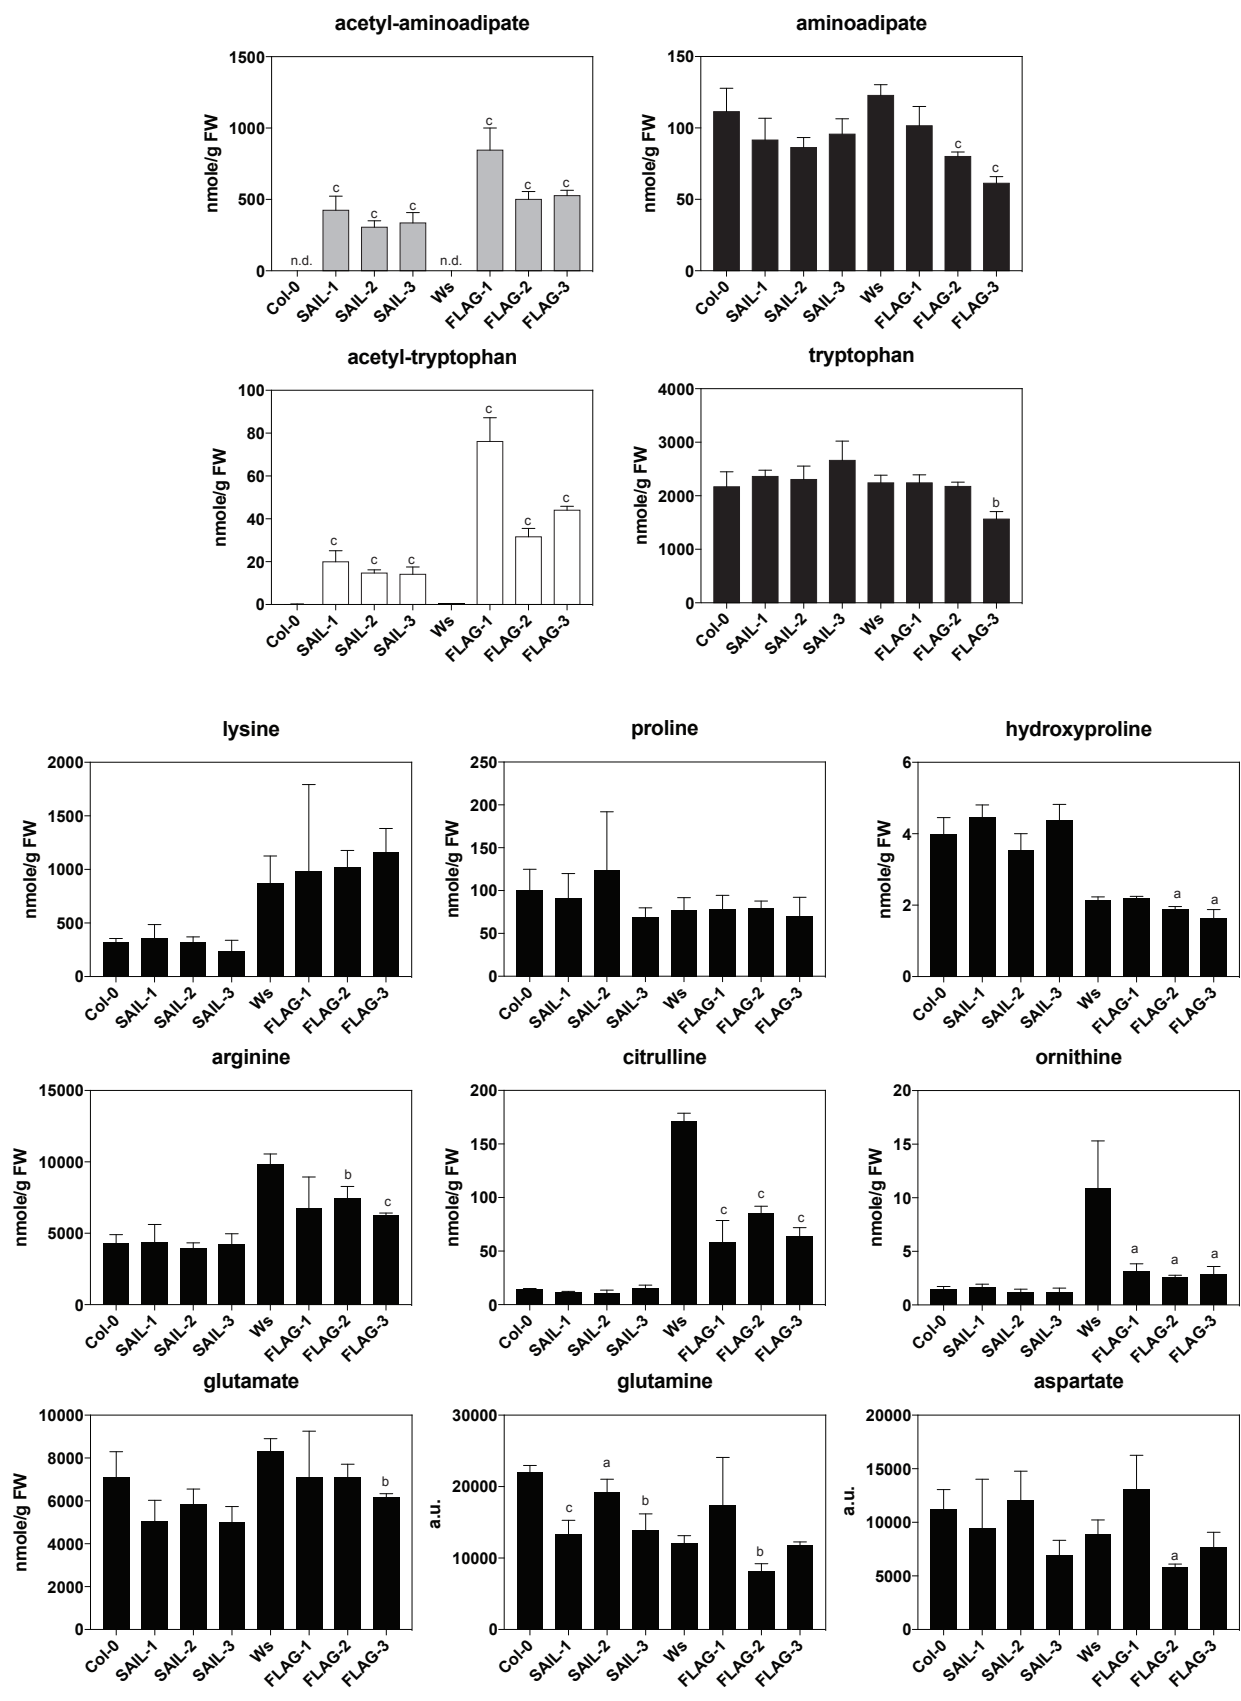 acetyl-aminoadipate
nmole/g FW
1500
1000
500
0
n.d.
c
c
c
n.d.
c
c
c
Col-0
SAIL-1
SAIL-2
SAIL-3
Ws
FLAG-1
FLAG-2
FLAG-3
aminoadipate
nmole/g FW
150
100
50
0
c
c
Col-0
SAIL-1
SAIL-2
SAIL-3
Ws
FLAG-1
FLAG-2
FLAG-3
acetyl-tryptophan
nmole/g FW
100
80
60
40
20
0
c
c
c
c
c
c
Col-0
SAIL-1
SAIL-2
SAIL-3
Ws
FLAG-1
FLAG-2
FLAG-3
tryptophan
nmole/g FW
4000
3000
2000
1000
0
b
Col-0
SAIL-1
SAIL-2
SAIL-3
Ws
FLAG-1
FLAG-2
FLAG-3
lysine
nmole/g FW
2000
1500
1000
500
0
Col-0
SAIL-1
SAIL-2
SAIL-3
Ws
FLAG-1
FLAG-2
FLAG-3
proline
nmole/g FW
250
200
150
100
50
0
Col-0
SAIL-1
SAIL-2
SAIL-3
Ws
FLAG-1
FLAG-2
FLAG-3
hydroxyproline
nmole/g FW
6
4
2
0
a
a
Col-0
SAIL-1
SAIL-2
SAIL-3
Ws
FLAG-1
FLAG-2
FLAG-3
arginine
nmole/g FW
15000
10000
5000
0
b
c
Col-0
SAIL-1
SAIL-2
SAIL-3
Ws
FLAG-1
FLAG-2
FLAG-3
citrulline
nmole/g FW
200
150
100
50
0
c
c
c
Col-0
SAIL-1
SAIL-2
SAIL-3
Ws
FLAG-1
FLAG-2
FLAG-3
ornithine
nmole/g FW
20
15
10
5
0
a
a
a
Col-0
SAIL-1
SAIL-2
SAIL-3
Ws
FLAG-1
FLAG-2
FLAG-3
glutamate
nmole/g FW
10000
8000
6000
4000
2000
0
b
Col-0
SAIL-1
SAIL-2
SAIL-3
Ws
FLAG-1
FLAG-2
FLAG-3
glutamine
a.u.
30000
20000
10000
0
c
a
b
b
Col-0
SAIL-1
SAIL-2
SAIL-3
Ws
FLAG-1
FLAG-2
FLAG-3
aspartate
a.u.
20000
15000
10000
5000
0
a
Col-0
SAIL-1
SAIL-2
SAIL-3
Ws
FLAG-1
FLAG-2
FLAG-3